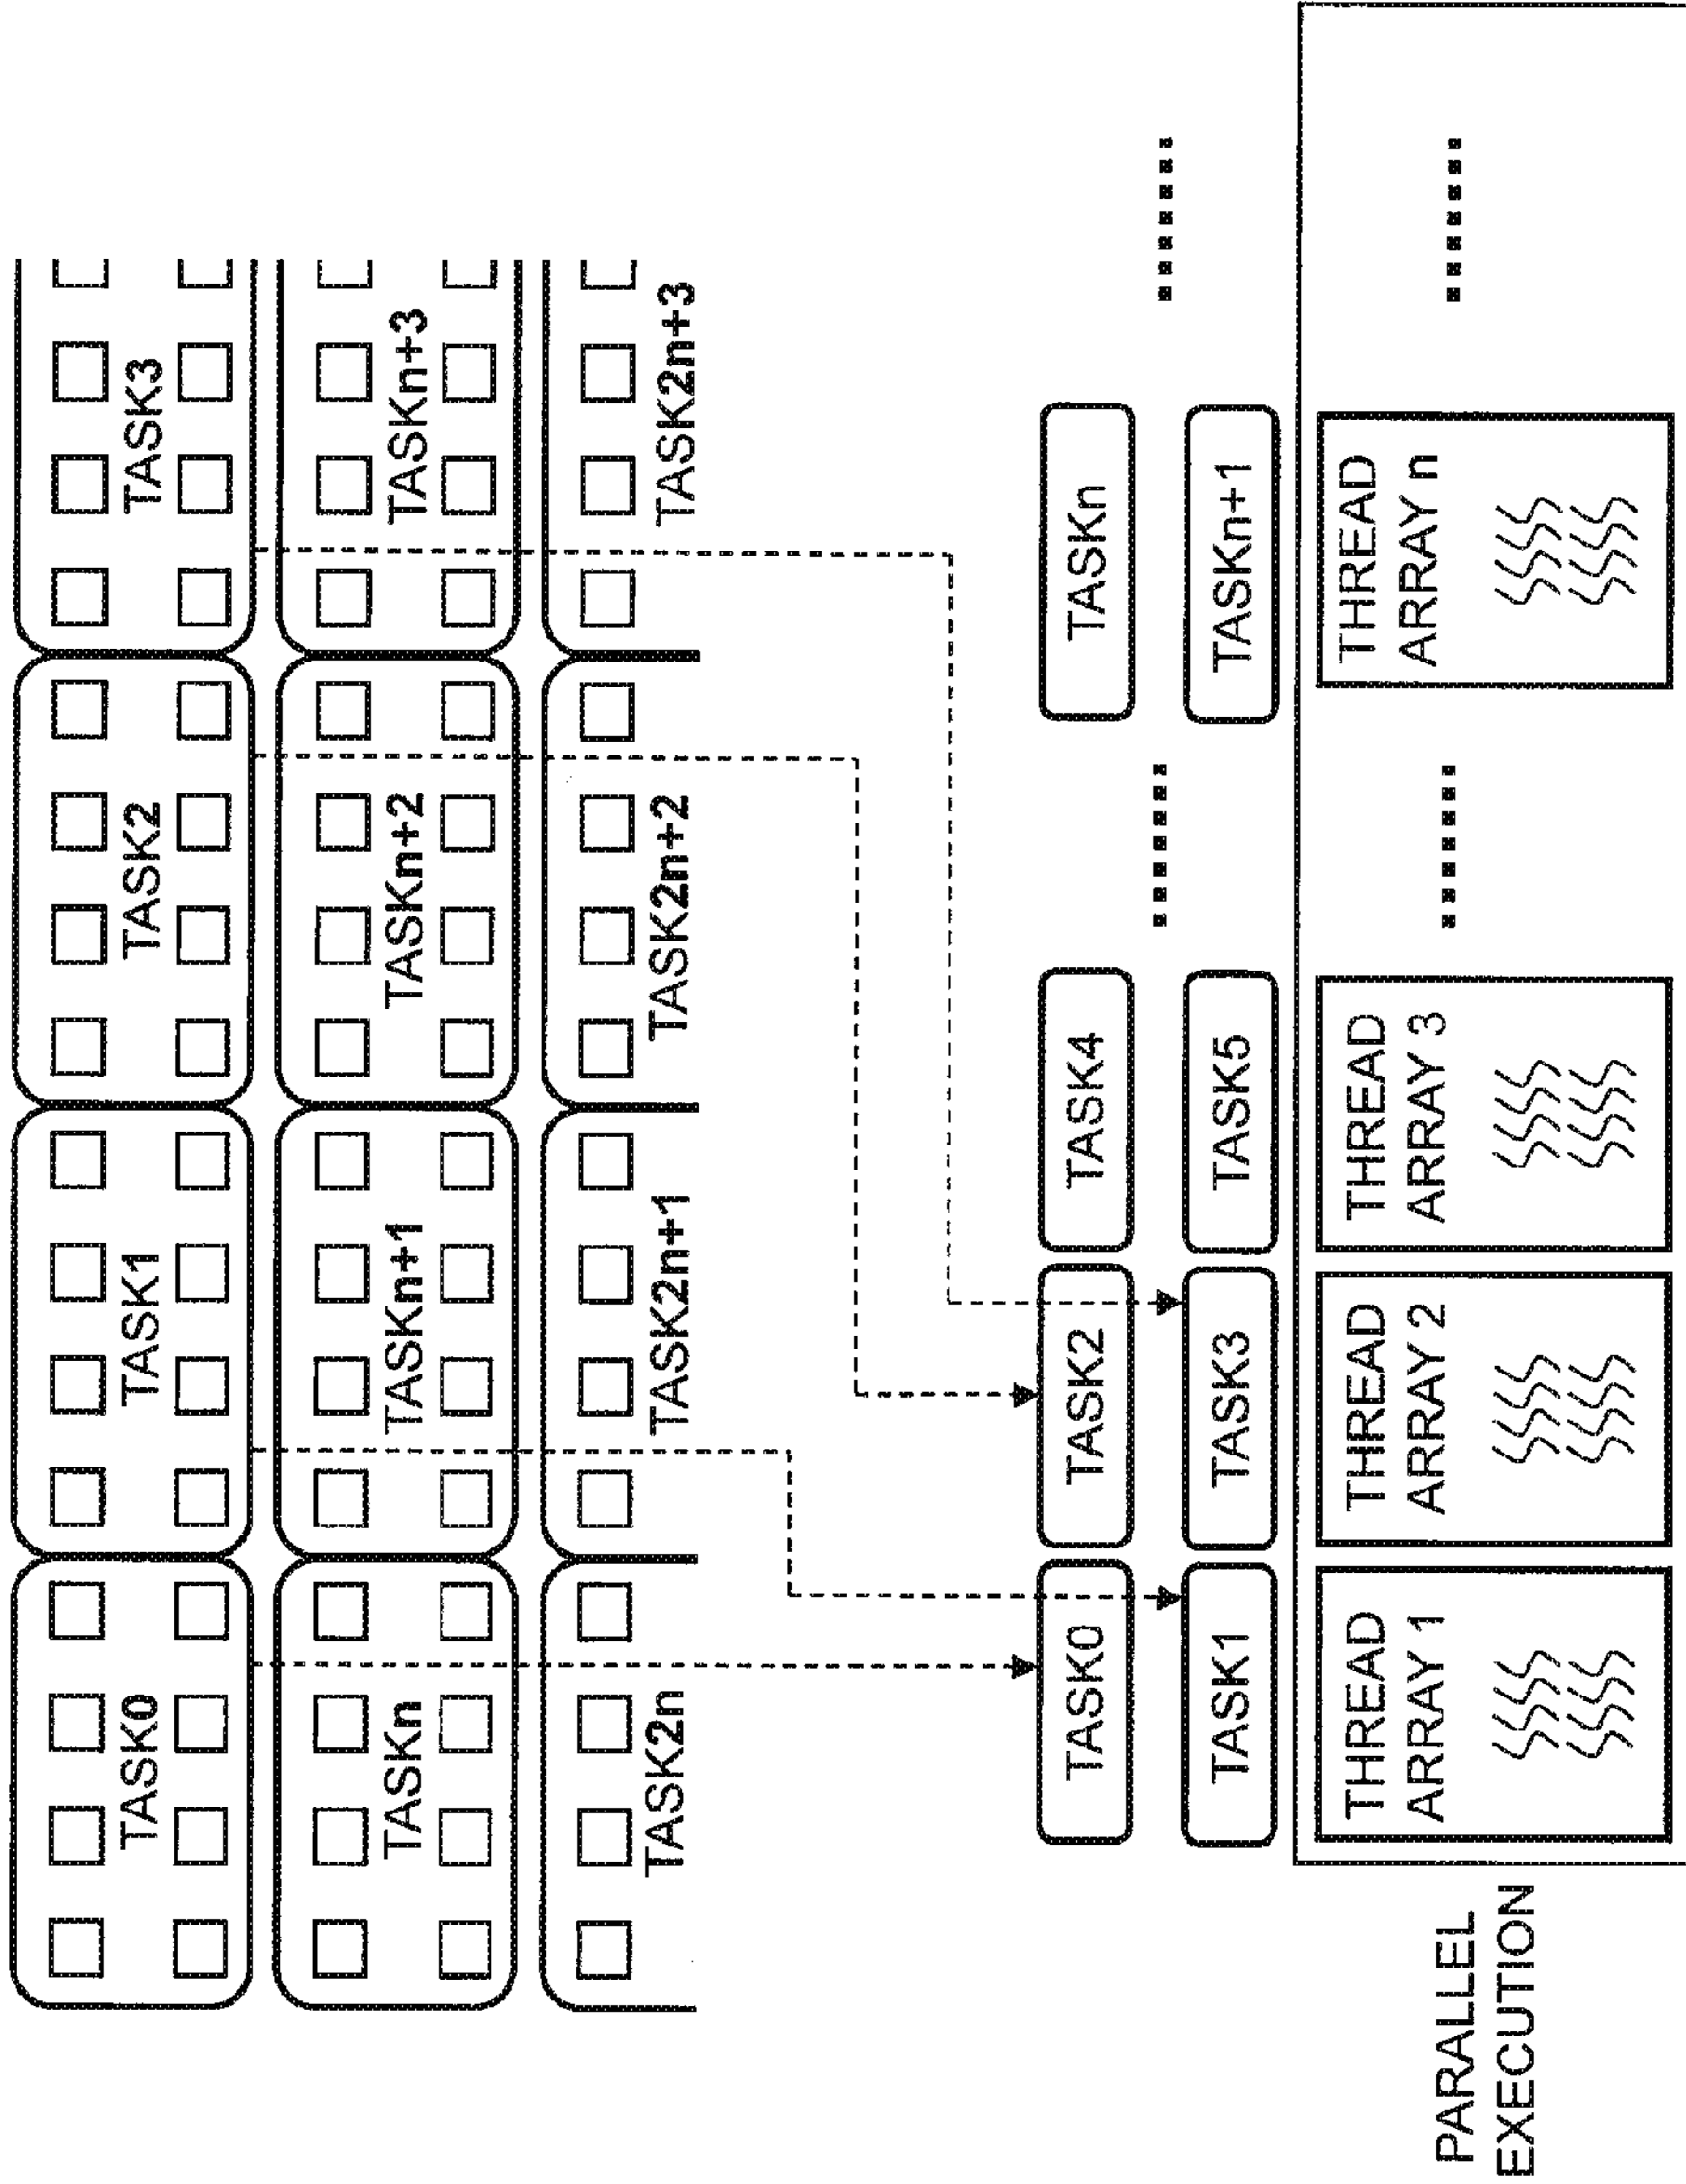 TASK0
TASK1
TASK2
TASK3
TASKn
TASKn+1
TASKn+2
TASKn+3
TASK2n
TASK2n+1
TASK2n+2
TASK2n+3
TASK0
TASK2
TASK4
TASKn
TASK1
TASK3
TASK5
TASKn+1
PARALLEL
EXECUTION
THREAD
ARRAY 1
THREAD
ARRAY 2
THREAD
ARRAY 3
THREAD
ARRAY n